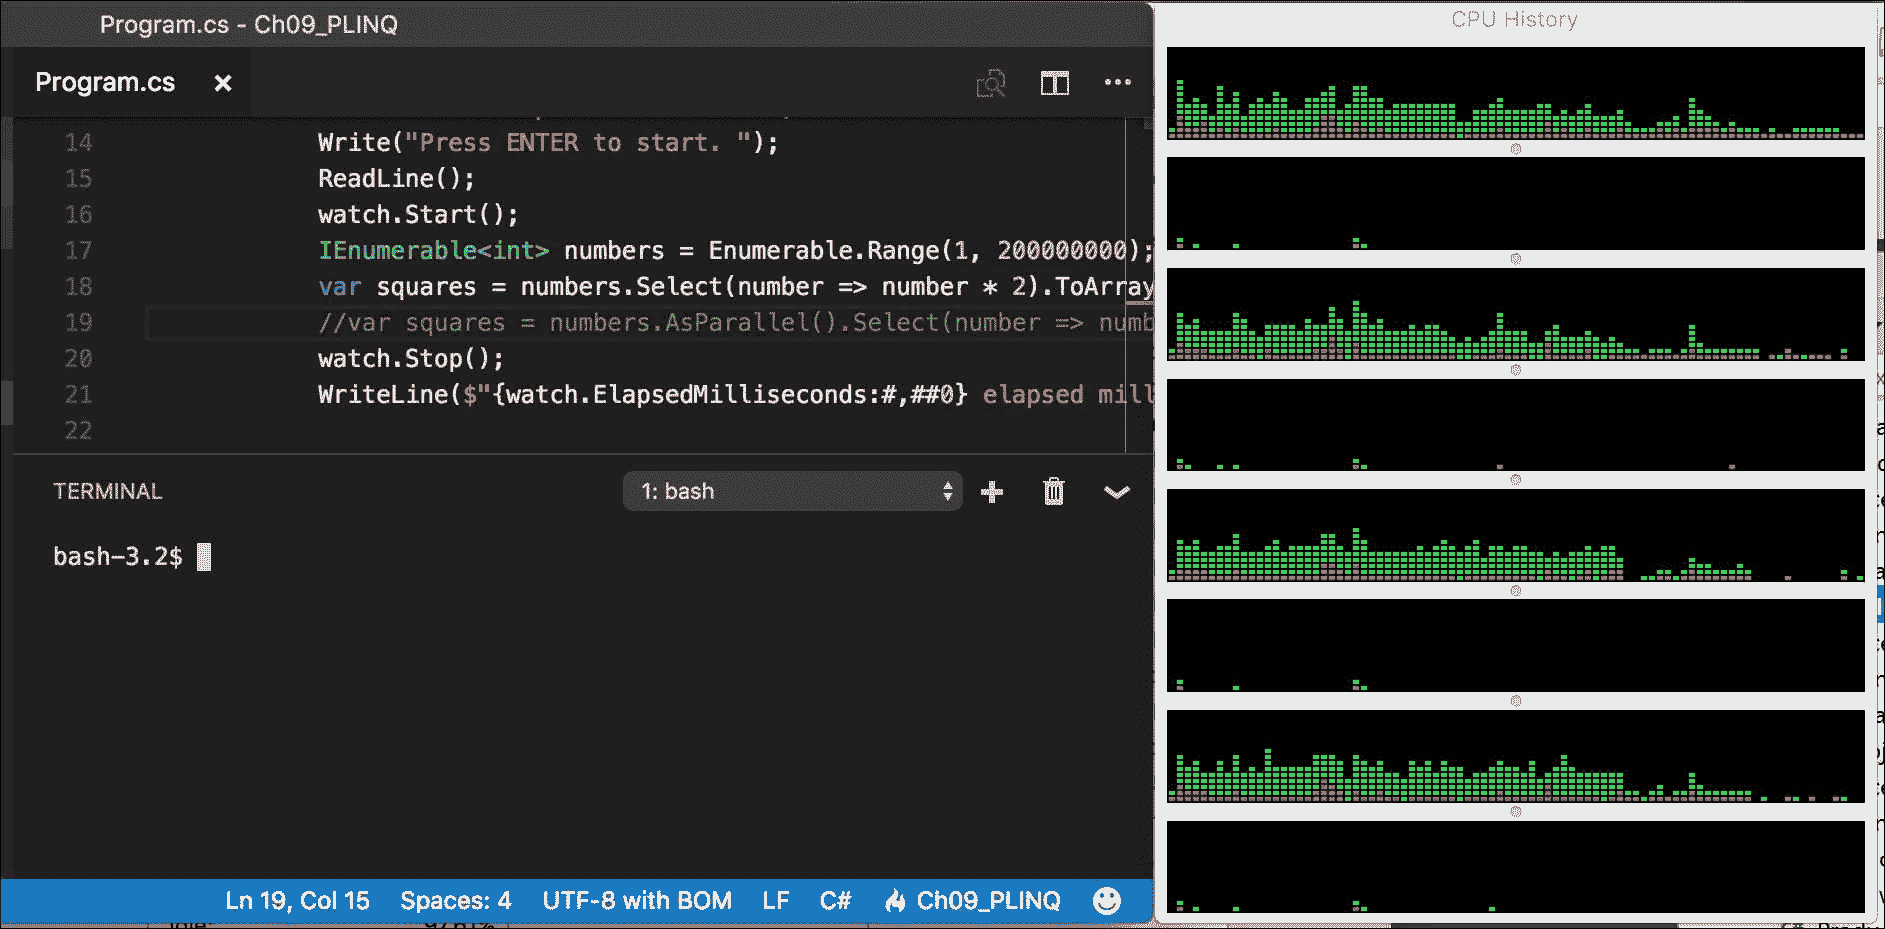 Program.cs - Ch09_PLINQ
CPU History
Program.cs
14 Write("Press ENTER to start. ");
15 ReadLine();
16 watch.Start();
17 IEnumerable<int> numbers = Enumerable.Range(1, 200000000);
18 var squares = numbers.Select(number => number * 2).ToArray
19 //var squares = numbers.AsParallel().Select(number => numb
20 watch.Stop();
21 WriteLine($"{watch.ElapsedMilliseconds:#,##0} elapsed mill
22
TERMINAL
1: bash
bash-3.2$
Ln 19, Col 15 Spaces: 4 UTF-8 with BOM LF C# Ch09_PLINQ